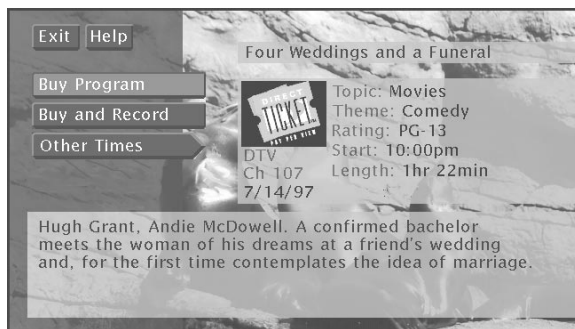 Exit Help
Four Weddings and a Funeral
Buy Program
Buy and Record
Other Times
DIRECT
TICKET
PAY PER VIEW
DTV
Ch 107
7/14/97
Topic: Movies
Theme: Comedy
Rating: PG-13
Start: 10:00pm
Length: 1hr 22min
Hugh Grant, Andie McDowell. A confirmed bachelor
meets the woman of his dreams at a friend's wedding
and, for the first time contemplates the idea of marriage.